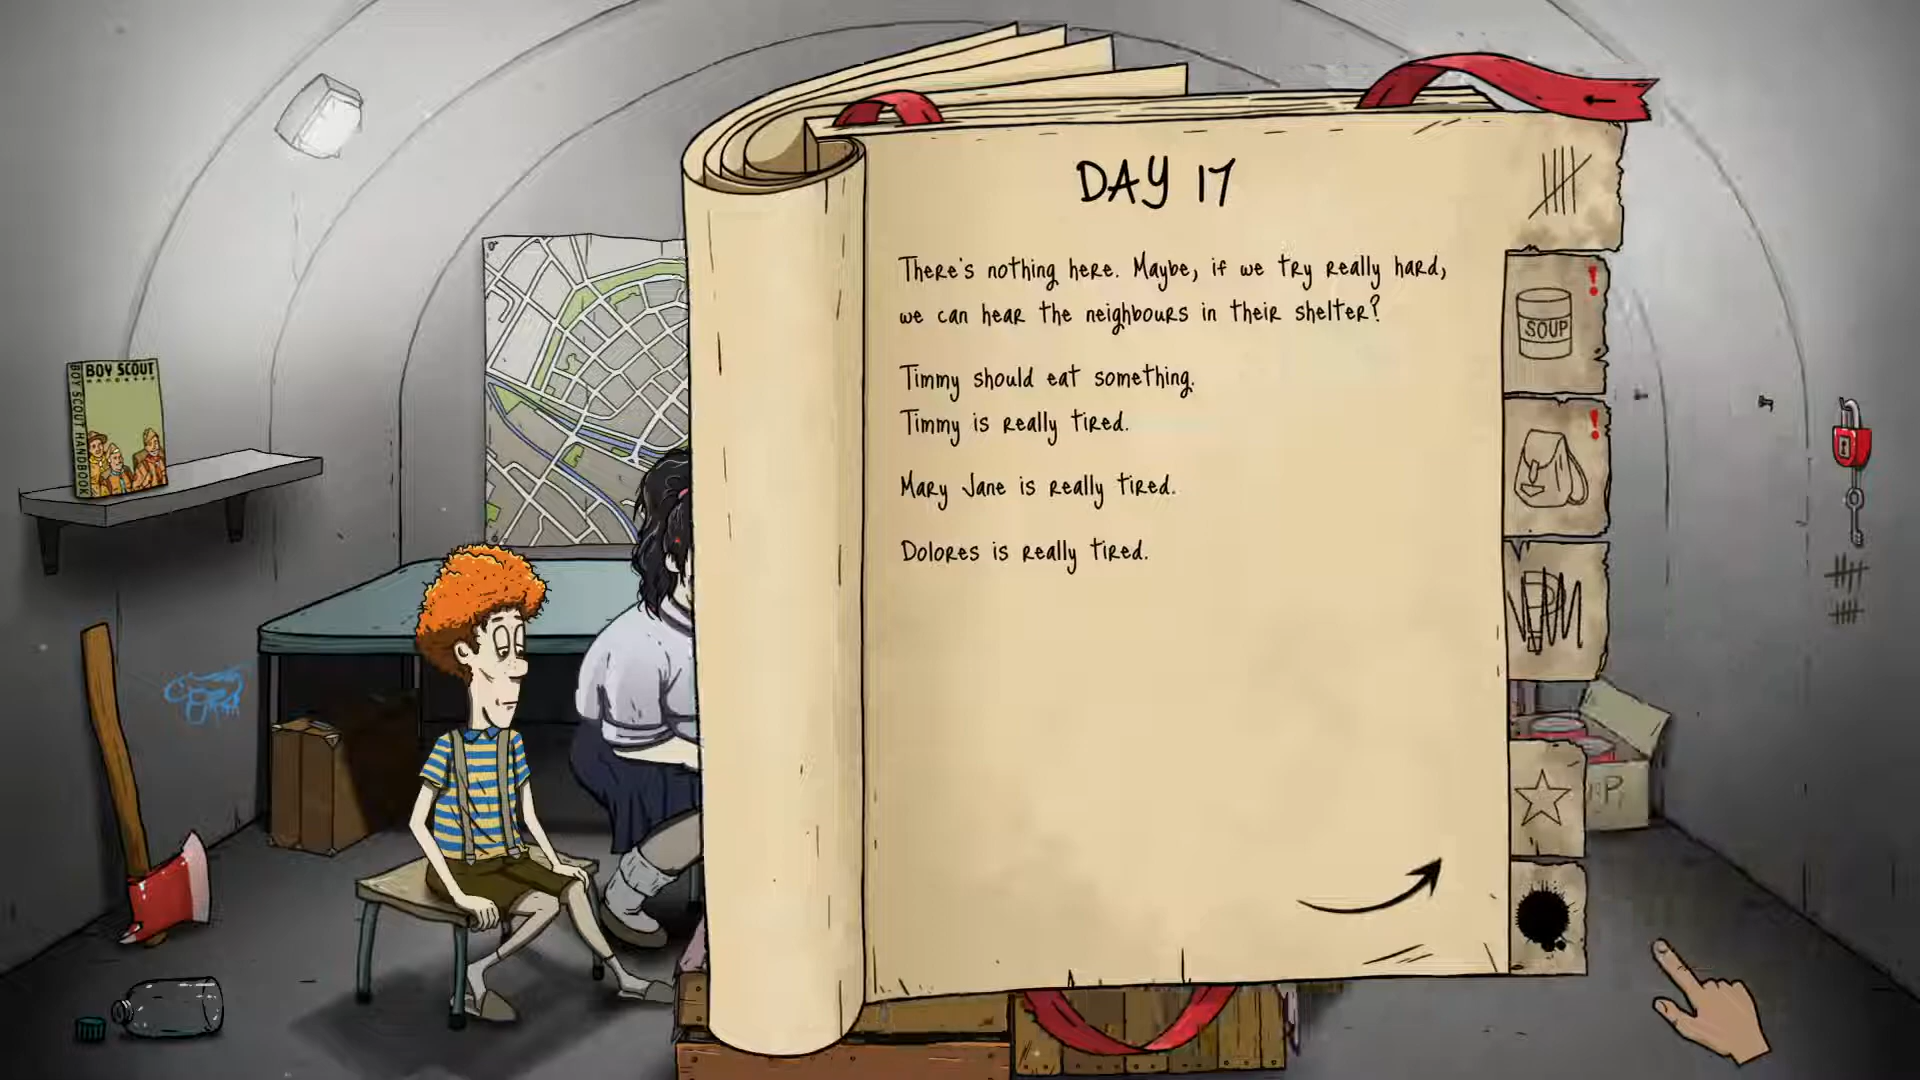 DAY 17
There's nothing here. Maybe, if we try really hard,
we can hear the neighbours in their shelter?
Timmy should eat something.
Timmy is really tired.
Mary Jane is really tired.
Dolores is really tired.
!
SOUP
!
BOY SCOUT
HANDBOOK
BOY SCOUT HANDBOOK